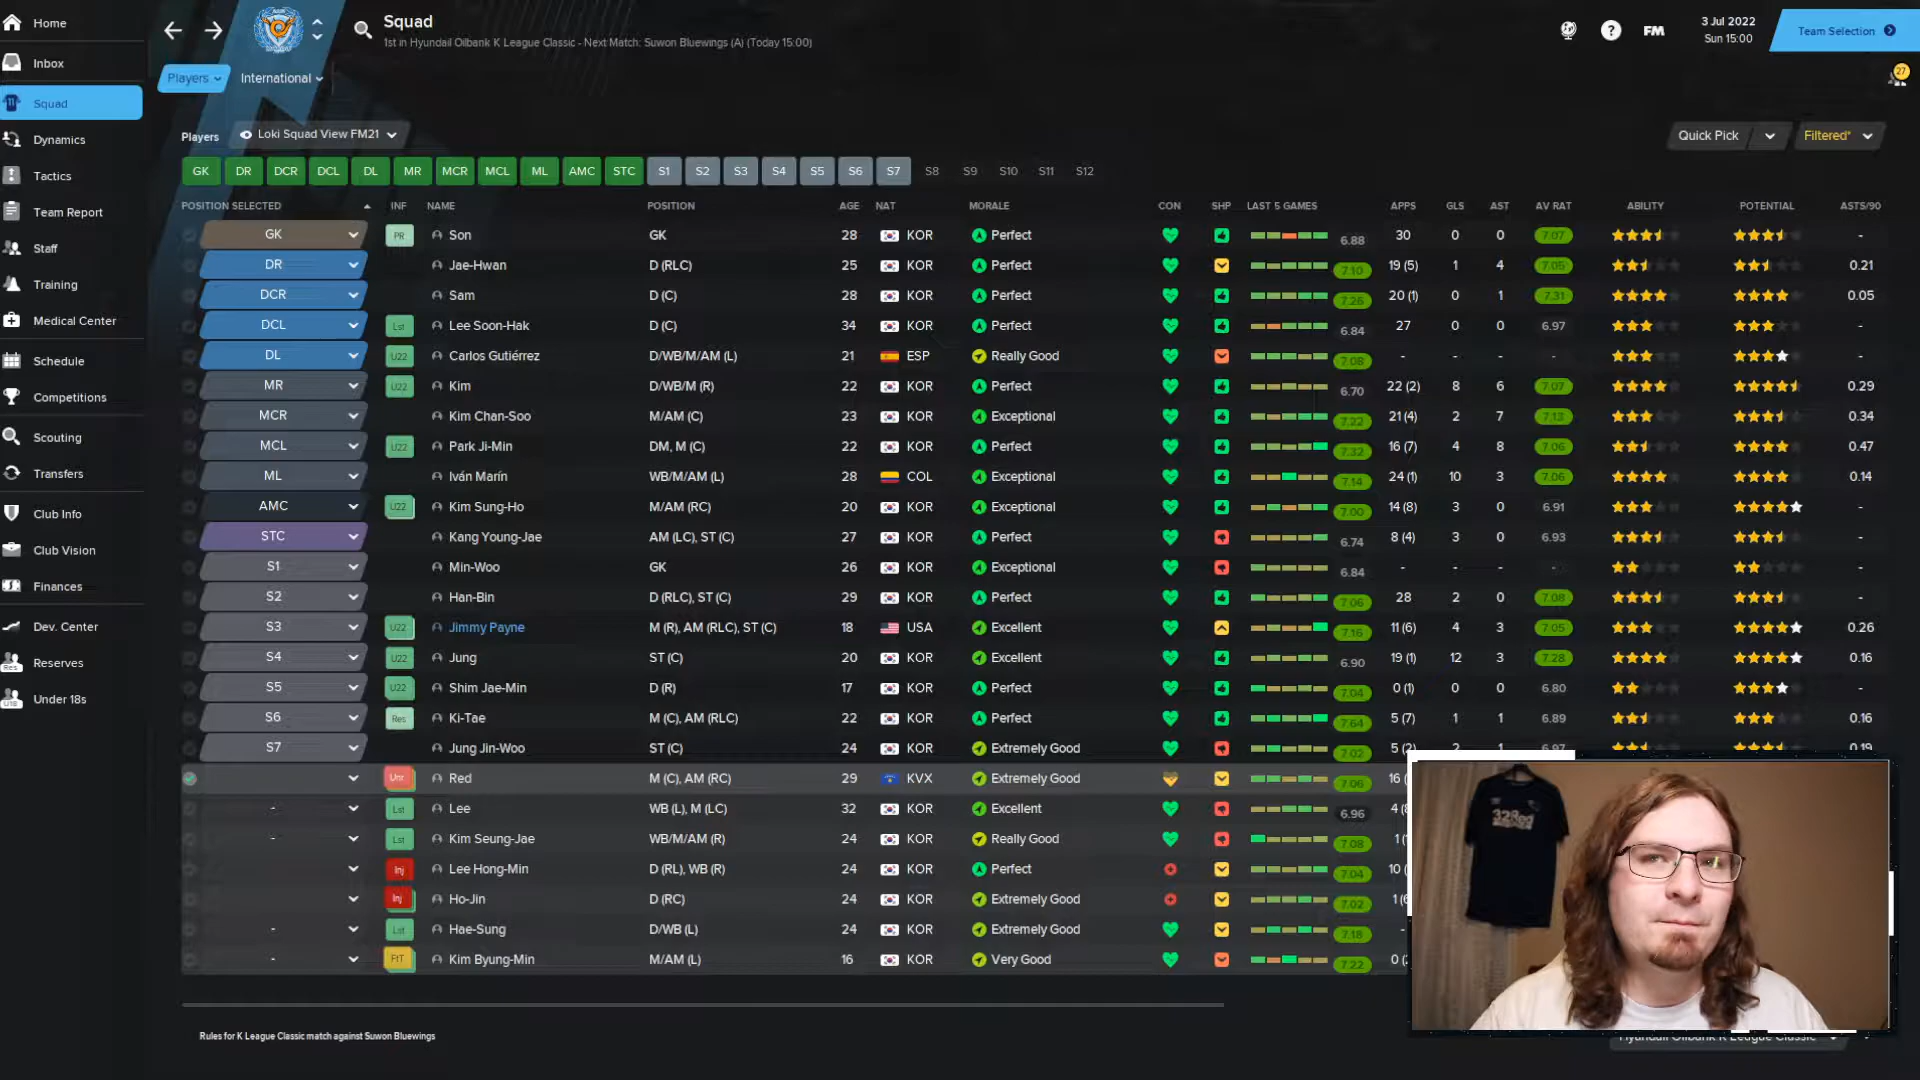 Home
Inbox
Squad
Dynamics
Tactics
Team Report
Staff
Training
Medical Center
Schedule
Competitions
Scouting
Transfers
Club Info
Club Vision
Finances
Dev. Center
Reserves
Under 18s
Squad
1st in Hyundail Oilbank K League Classic - Next Match: Suwon Bluewings (A) (Today 15:00)
FM
3 Jul 2022
Sun 15:00
Team Selection
27
Players International
Players Loki Squad View FM21 Quick Pick Filtered*
GK DR DCR DCL DL MR MCR MCL ML AMC STC S1 S2 S3 S4 S5 S6 S7 S8 S9 S10 S11 S12
POSITION SELECTED INF NAME POSITION AGE NAT MORALE CON SHP LAST 5 GAMES APPS GLS AST AV RAT ABILITY POTENTIAL ASTS/90
GK PR Son GK 28 KOR Perfect 6.88 30 0 0 7.07 -
DR Jae-Hwan D (RLC) 25 KOR Perfect 7.10 19 (5) 1 4 7.05 0.21
DCR Sam D (C) 28 KOR Perfect 7.26 20 (1) 0 1 7.31 0.05
DCL Lst Lee Soon-Hak D (C) 34 KOR Perfect 6.84 27 0 0 6.97 -
DL U22 Carlos Gutiérrez D/WB/M/AM (L) 21 ESP Really Good 7.08 - - - - -
MR U22 Kim D/WB/M (R) 22 KOR Perfect 6.70 22 (2) 8 6 7.07 0.29
MCR Kim Chan-Soo M/AM (C) 23 KOR Exceptional 7.22 21 (4) 2 7 7.13 0.34
MCL U22 Park Ji-Min DM, M (C) 22 KOR Perfect 7.32 16 (7) 4 8 7.06 0.47
ML Iván Marín WB/M/AM (L) 28 COL Exceptional 7.14 24 (1) 10 3 7.06 0.14
AMC U22 Kim Sung-Ho M/AM (RC) 20 KOR Exceptional 7.00 14 (8) 3 0 6.91 -
STC Kang Young-Jae AM (LC), ST (C) 27 KOR Perfect 6.74 8 (4) 3 0 6.93 -
S1 Min-Woo GK 26 KOR Exceptional 6.84 - - - - -
S2 Han-Bin D (RLC), ST (C) 29 KOR Perfect 7.06 28 2 0 7.08 -
S3 U22 Jimmy Payne M (R), AM (RLC), ST (C) 18 USA Excellent 7.16 11 (6) 4 3 7.05 0.26
S4 U22 Jung ST (C) 20 KOR Excellent 6.90 19 (1) 12 3 7.28 0.16
S5 U22 Shim Jae-Min D (R) 17 KOR Perfect 7.04 0 (1) 0 0 6.80 -
S6 Res Ki-Tae M (C), AM (RLC) 22 KOR Perfect 7.64 5 (7) 1 1 6.89 0.16
S7 Jung Jin-Woo ST (C) 24 KOR Extremely Good 7.02 5 (2) 2 1 6.97 0.19
Unr Red M (C), AM (RC) 29 KVX Extremely Good 7.06 16
- Lst Lee WB (L), M (LC) 32 KOR Excellent 6.96 4 (8
- Lst Kim Seung-Jae WB/M/AM (R) 24 KOR Really Good 7.08 1 (
Inj Lee Hong-Min D (RL), WB (R) 24 KOR Perfect 7.04 10 (
Inj Ho-Jin D (RC) 24 KOR Extremely Good 7.02 1 (6
- Lst Hae-Sung D/WB (L) 24 KOR Extremely Good 7.18 -
- FtT Kim Byung-Min M/AM (L) 16 KOR Very Good 7.22 0 (
Rules for K League Classic match against Suwon Bluewings
Hyundail Oilbank K League Classic